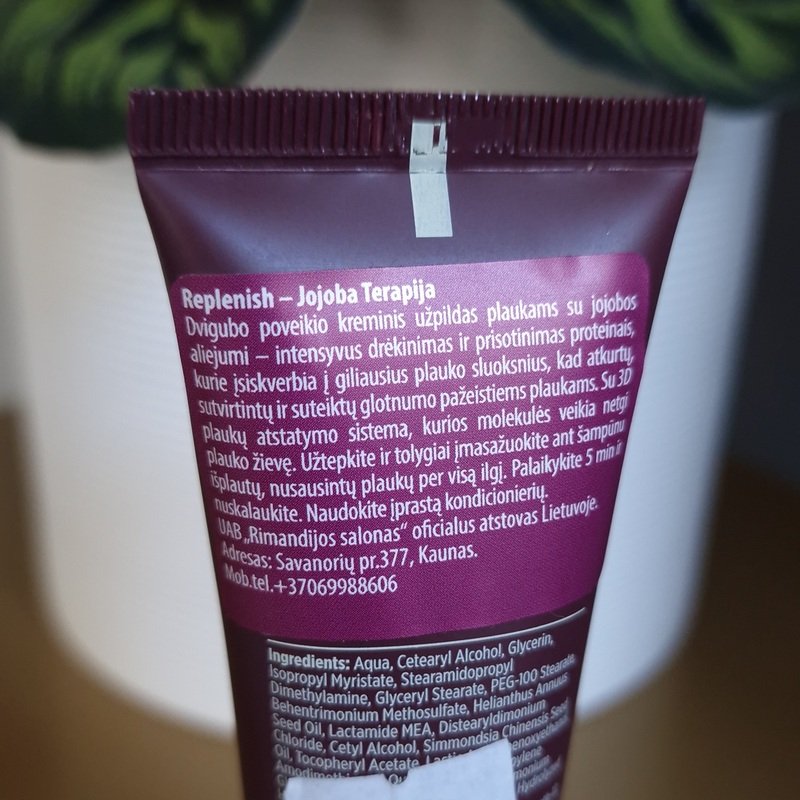 Replenish – Jojoba Terapija
Dvigubo poveikio kreminis užpildas plaukams su jojobos
aliejumi – intensyvus drėkinimas ir prisotinimas proteinais,
kurie įsiskverbia į giliausius plauko sluoksnius, kad atkurtų,
sutvirtintų ir suteiktų glotnumo pažeistiems plaukams. Su 3D
plaukų atstatymo sistema, kurios molekulės veikia netgi
plauko žievę. Užtepkite ir tolygiai įmasažuokite ant šampūnu
išplautų, nusausintų plaukų per visą ilgį. Palaikykite 5 min ir
nuskalaukite. Naudokite įprastą kondicionierių.
UAB „Rimandijos salonas“ oficialus atstovas Lietuvoje.
Adresas: Savanorių pr.377, Kaunas.
Mob.tel.+37069988606
Ingredients: Aqua, Cetearyl Alcohol, Glycerin,
Isopropyl Myristate, Stearamidopropyl
Dimethylamine, Glyceryl Stearate, PEG-100 Stearate,
Behentrimonium Methosulfate, Helianthus Annuus
Seed Oil, Lactamide MEA, Distearyldimonium
Chloride, Cetyl Alcohol, Simmondsia Chinensis Seed
Oil, Tocopheryl Acetate,